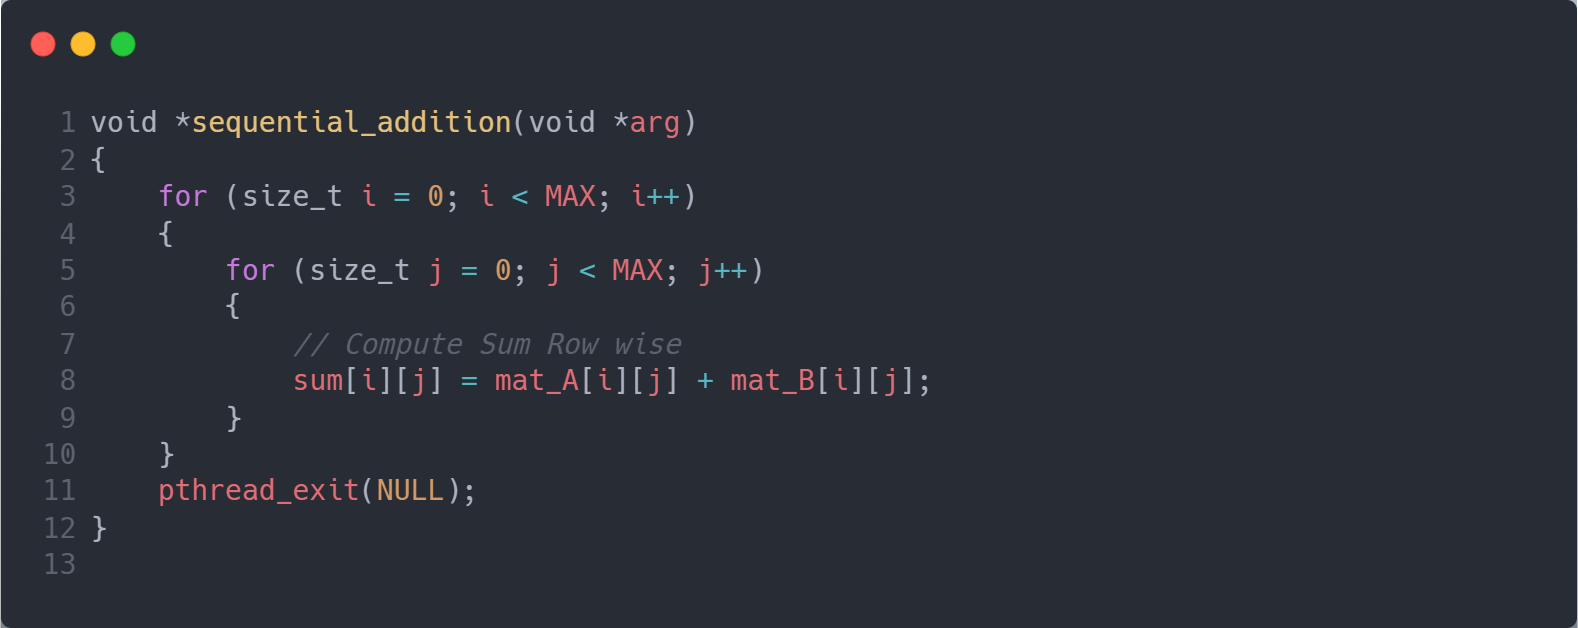 1 void *sequential_addition(void *arg)
2 {
3     for (size_t i = 0; i < MAX; i++)
4     {
5         for (size_t j = 0; j < MAX; j++)
6         {
7             // Compute Sum Row wise
8             sum[i][j] = mat_A[i][j] + mat_B[i][j];
9         }
10     }
11     pthread_exit(NULL);
12 }
13